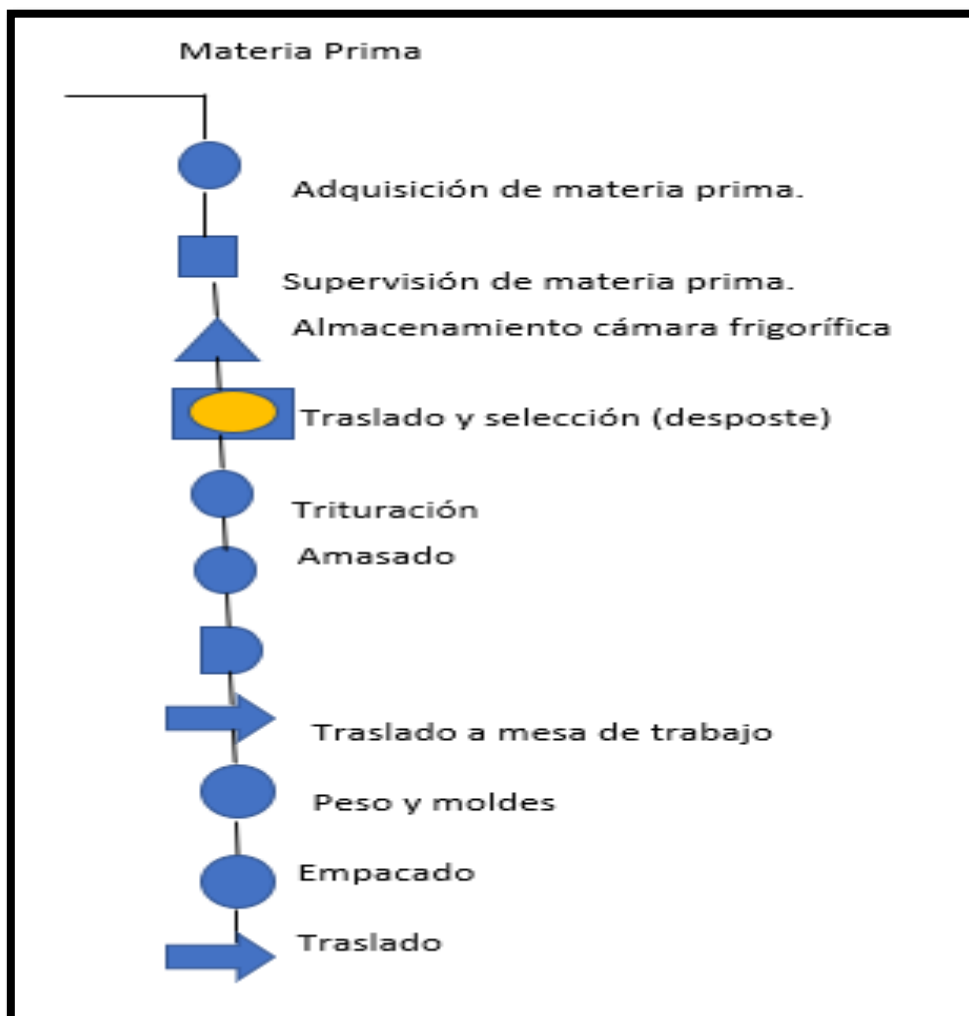 Materia Prima
Adquisición de materia prima.
Supervisión de materia prima.
Almacenamiento cámara frigorífica
Traslado y selección (desposte)
Trituración
Amasado
Traslado a mesa de trabajo
Peso y moldes
Empacado
Traslado